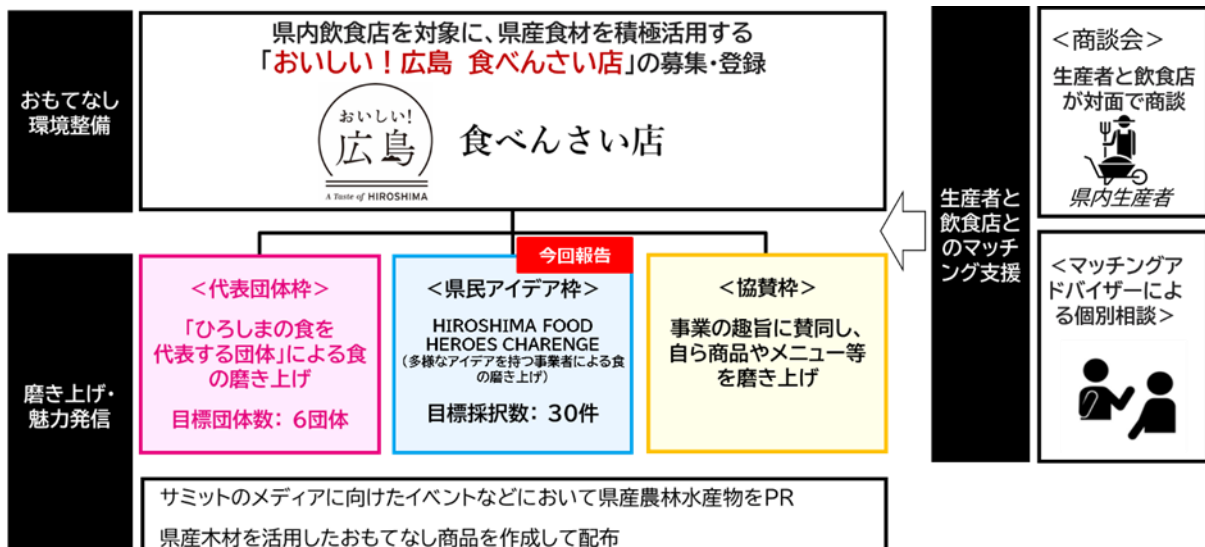 おもてなし
環境整備
県内飲食店を対象に、県産食材を積極活用する
「おいしい!広島 食べんさい店」の募集・登録
おいしい!
広島
A Taste of HIROSHIMA
食べんさい店
磨き上げ・
魅力発信
<代表団体枠>
「ひろしまの食を
代表する団体」による食
の磨き上げ
目標団体数: 6団体
今回報告
<県民アイデア枠>
HIROSHIMA FOOD
HEROES CHARENGE
(多様なアイデアを持つ事業者による食
の磨き上げ)
目標採択数: 30件
<協賛枠>
事業の趣旨に賛同し、
自ら商品やメニュー等
を磨き上げ
サミットのメディアに向けたイベントなどにおいて県産農林水産物をPR
県産木材を活用したおもてなし商品を作成して配布
生産者と
飲食店と
のマッチ
ング支援
<商談会>
生産者と飲食店
が対面で商談
県内生産者
<マッチングア
ドバイザーによ
る個別相談>